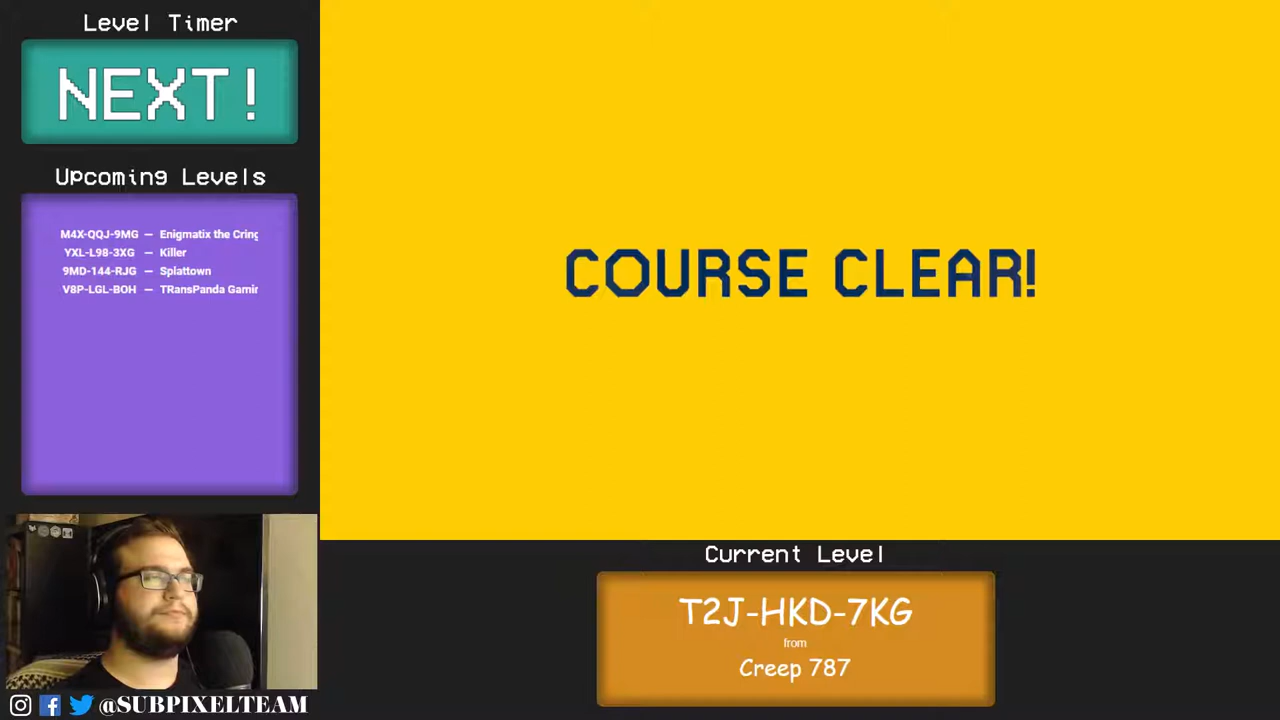 Level Timer
NEXT!
Upcoming Levels
M4X-QQJ-9MG — Enigmatix the Cring
YXL-L98-3XG — Killer
9MD-144-RJG — Splattown
V8P-LGL-BOH — TRansPanda Gamin
@SUBPIXELTEAM
COURSE CLEAR!
Current Level
T2J-HKD-7KG
from
Creep 787